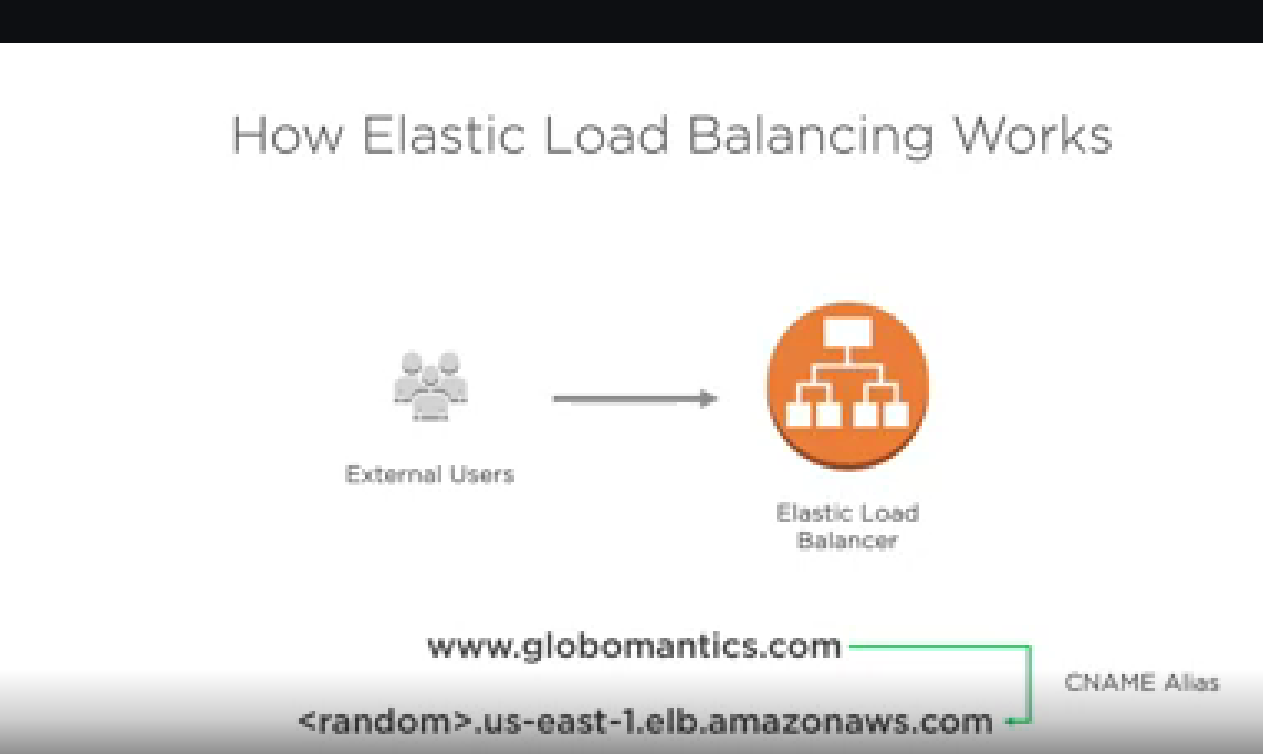 How Elastic Load Balancing Works
External Users
Elastic Load
Balancer
www.globomantics.com
CNAME Alias
<random>.us-east-1.elb.amazonaws.com